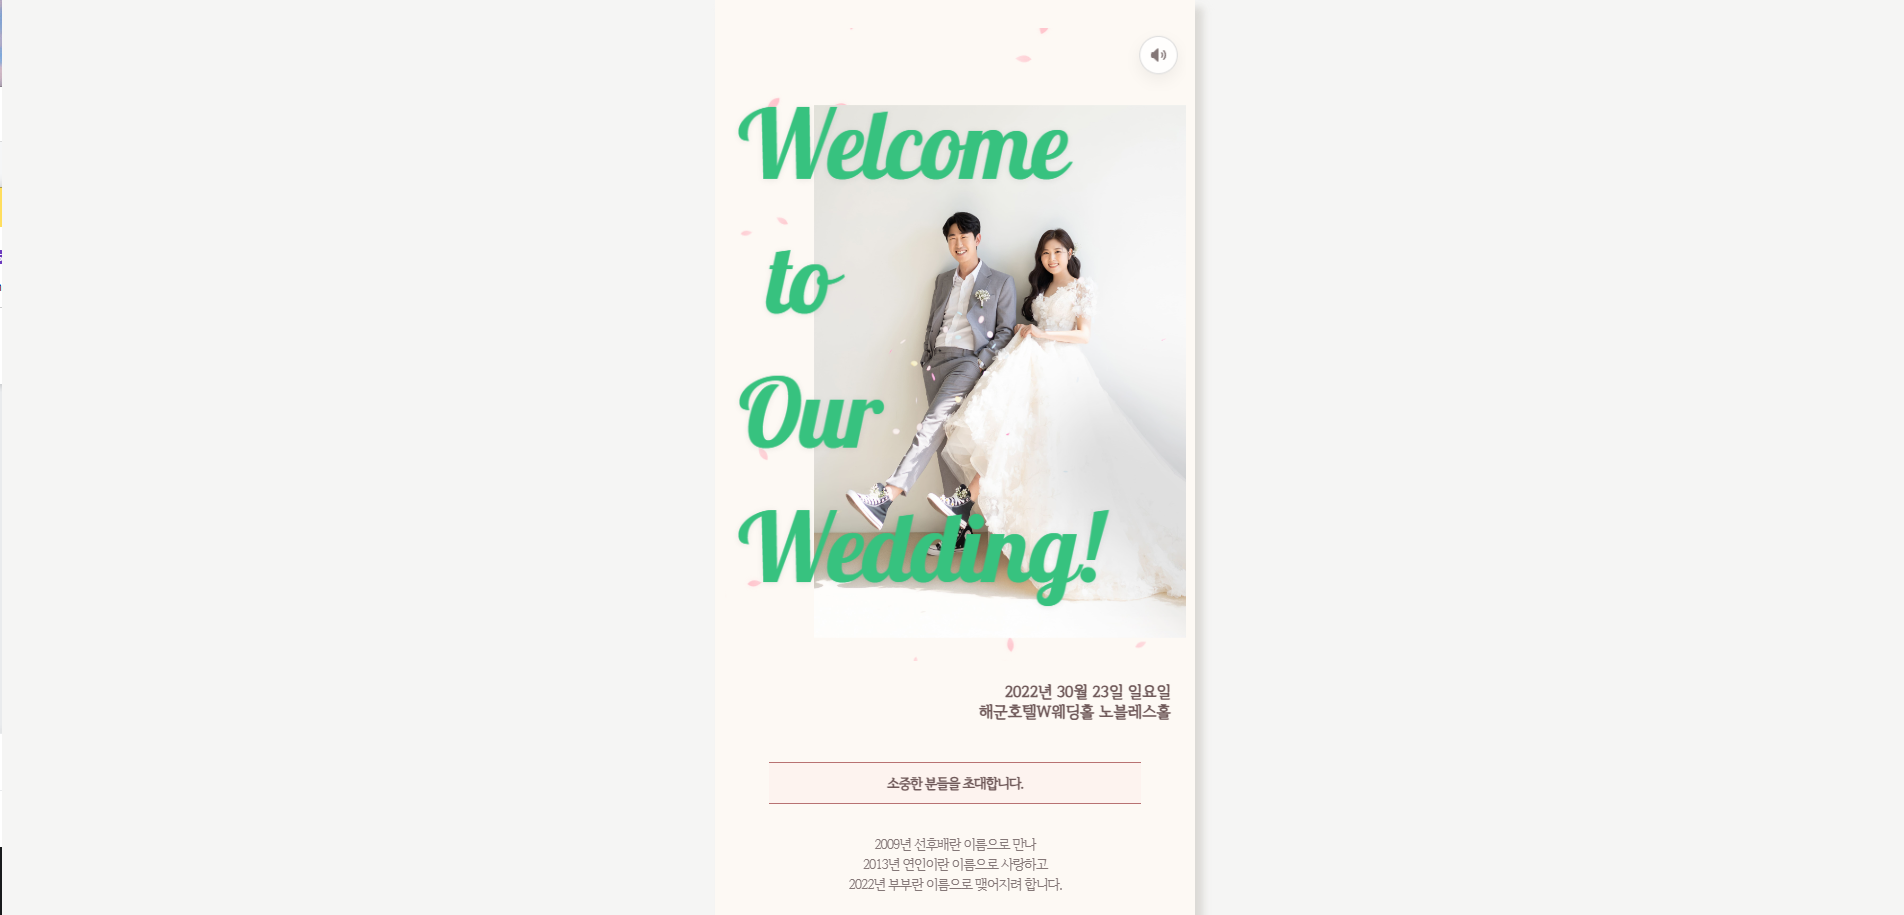 Welcome
to
Our
Wedding!
2022년 30월 23일 일요일
해군호텔W웨딩홀 노블레스홀
소중한 분들을 초대합니다.
2009년 선후배란 이름으로 만나
2013년 연인이란 이름으로 사랑하고
2022년 부부란 이름으로 맺어지려 합니다.